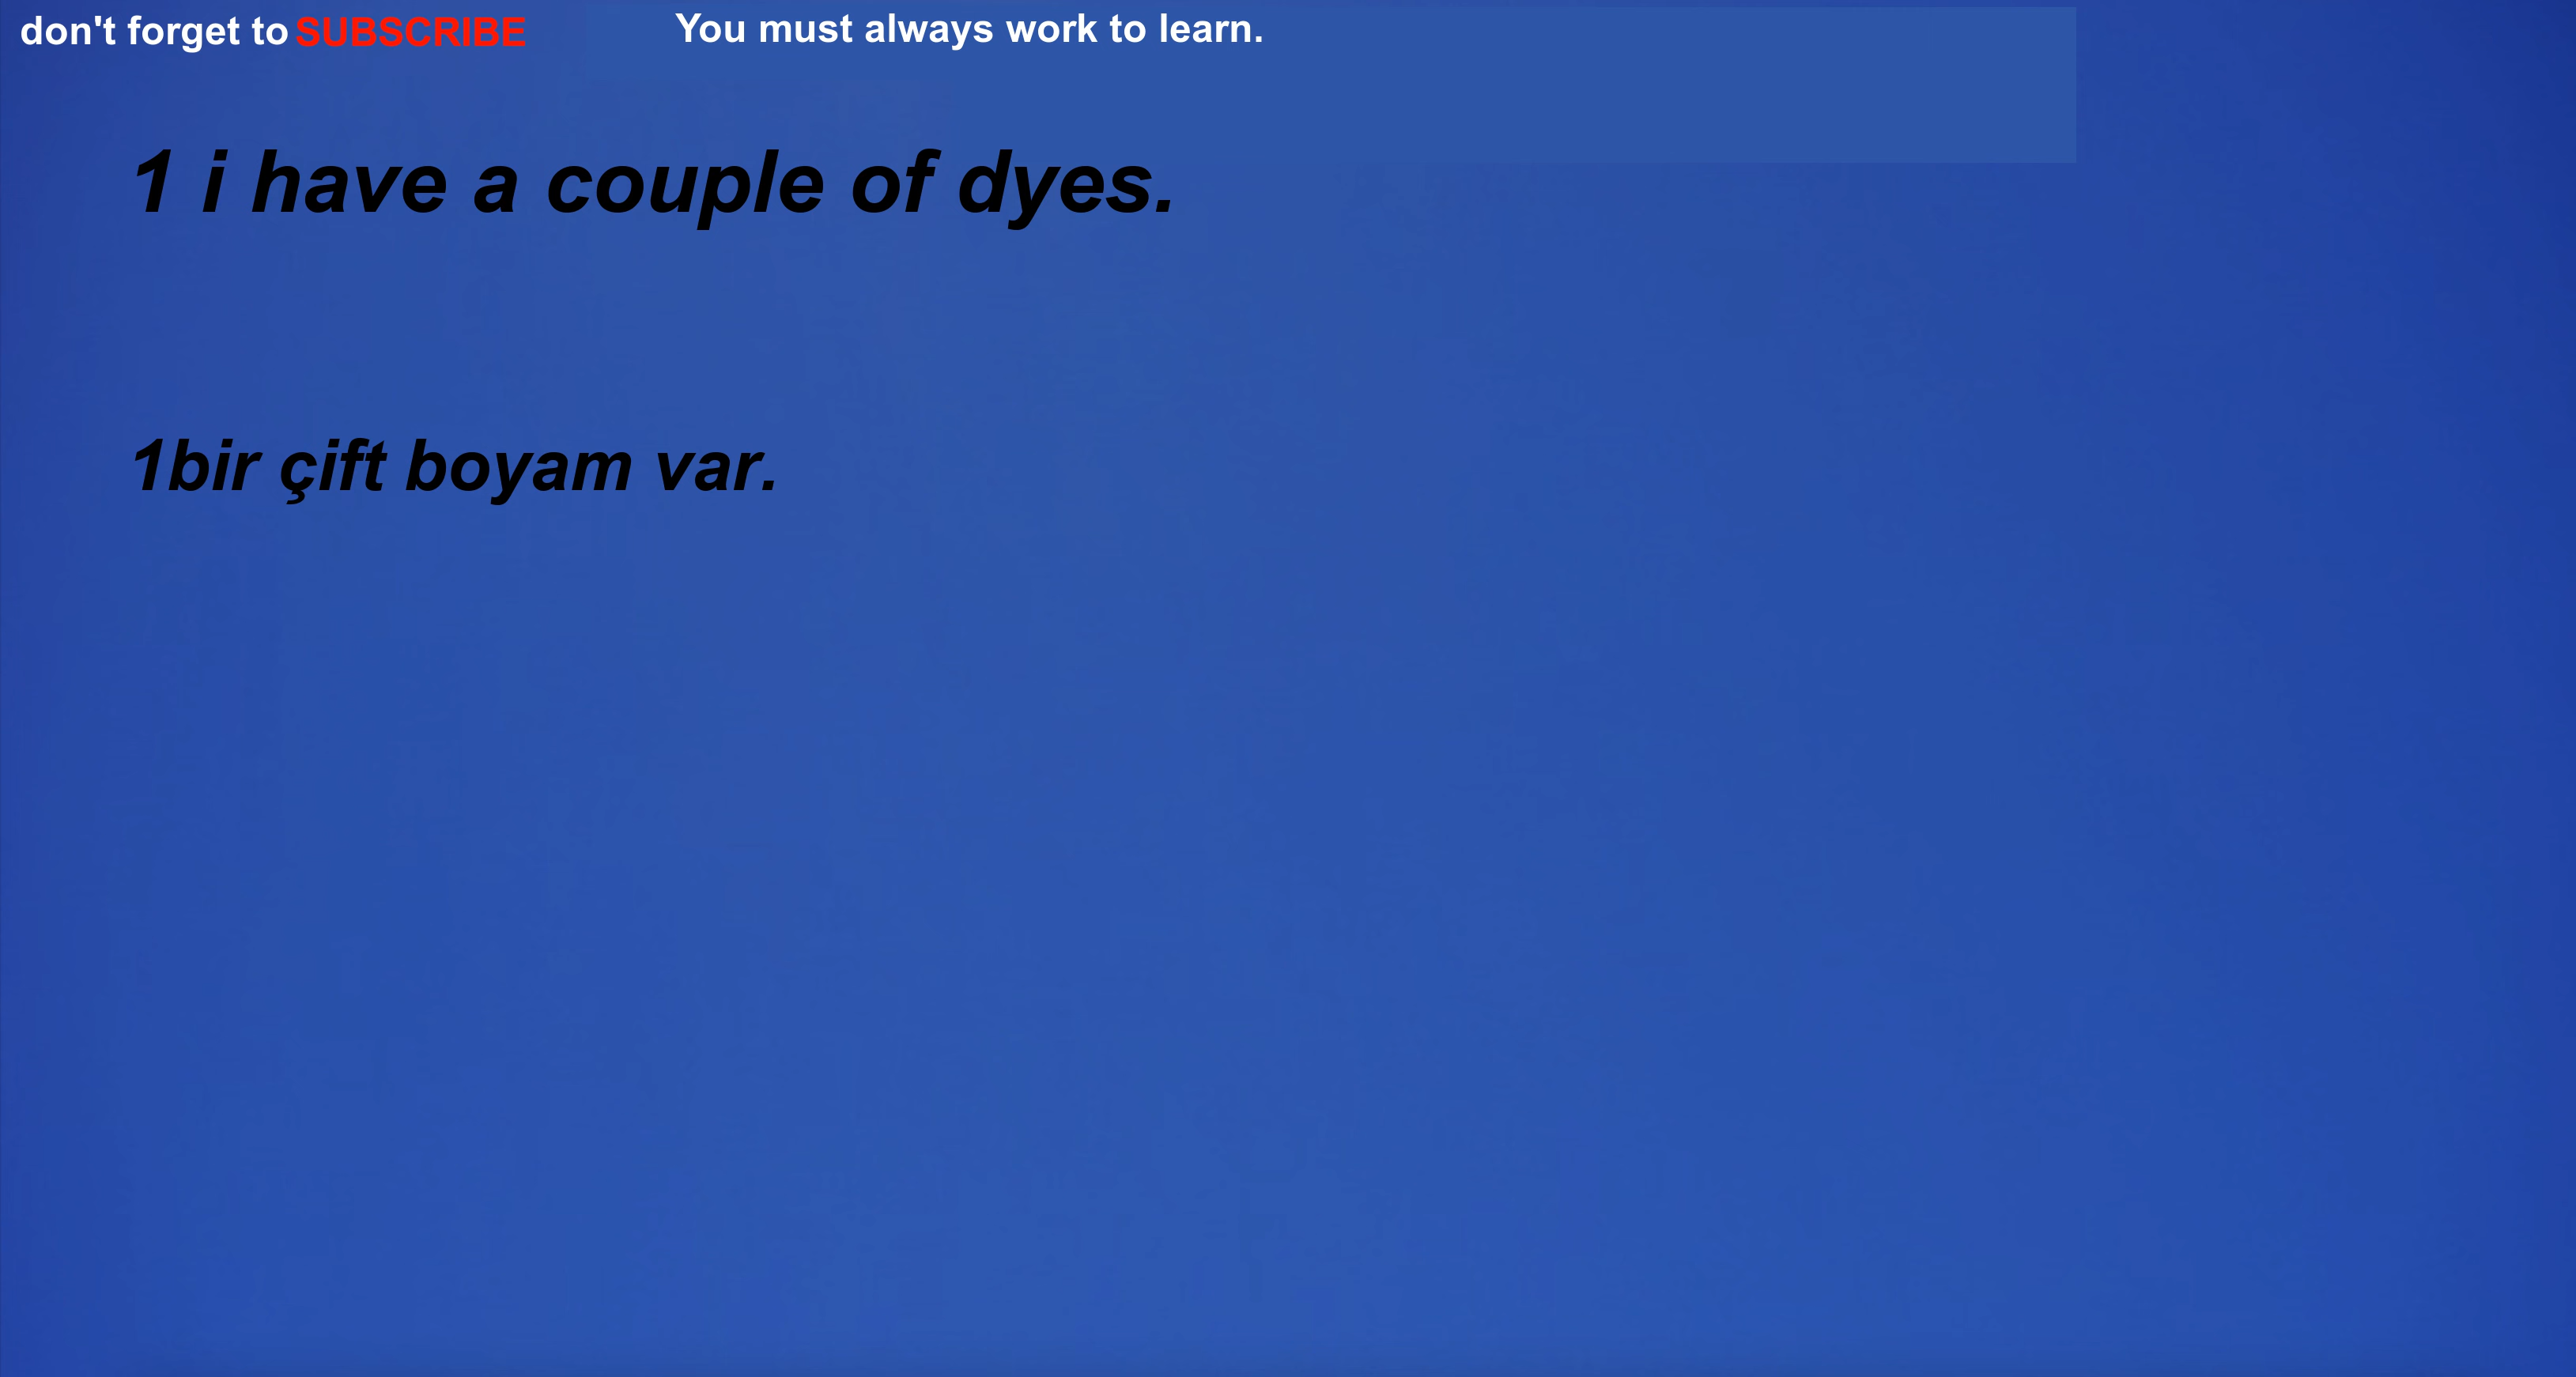 don't forget to SUBSCRIBE
You must always work to learn.
1 i have a couple of dyes.
1bir çift boyam var.